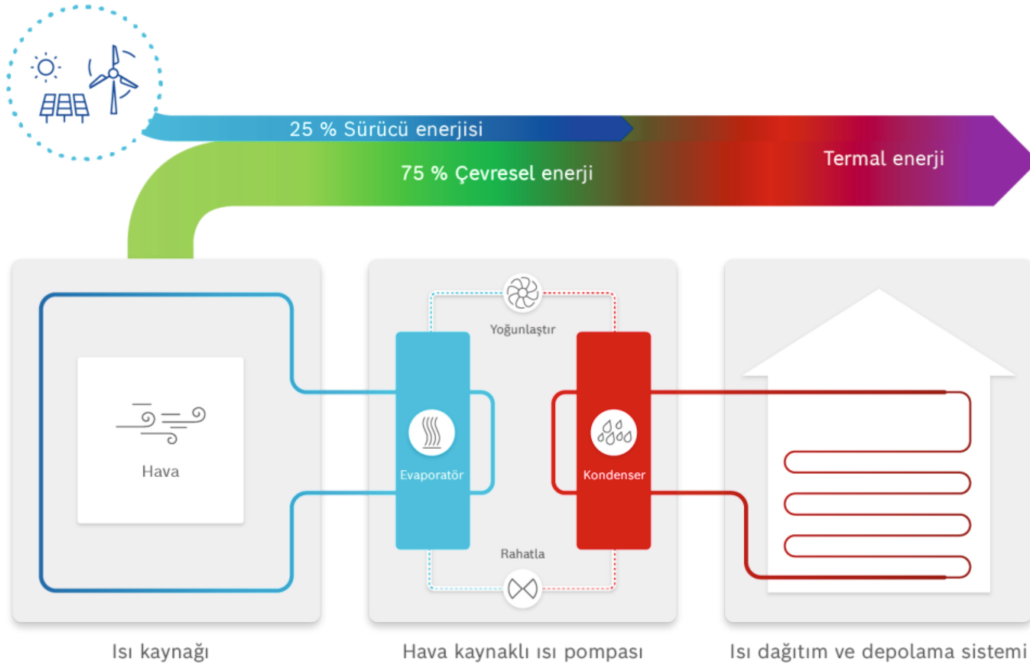 25 % Sürücü enerjisi
75 % Çevresel enerji
Termal enerji
Hava
Yoğunlaştır
Evaporatör
Kondenser
Rahatla
Isı kaynağı
Hava kaynaklı ısı pompası
Isı dağıtım ve depolama sistemi